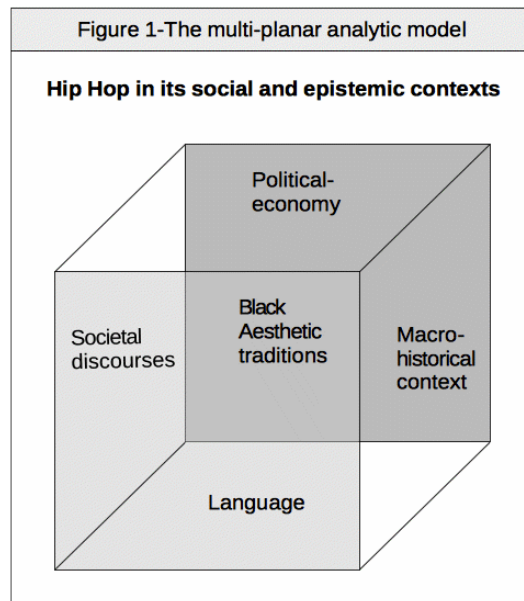 Figure 1-The multi-planar analytic model
Hip Hop in its social and epistemic contexts
Political-
economy
Societal
discourses
Black
Aesthetic
traditions
Macro-
historical
context
Language